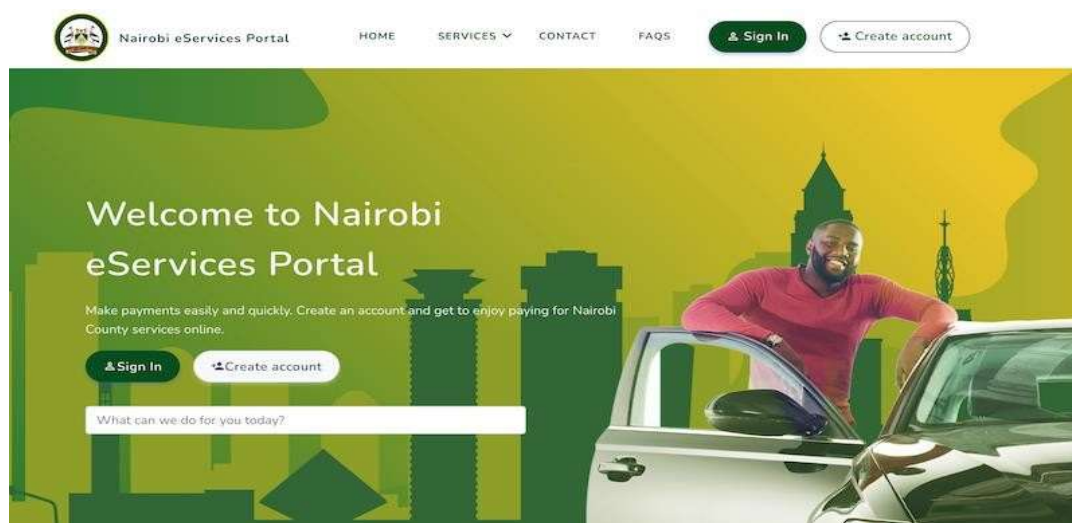 Nairobi eServices Portal
HOME
SERVICES
CONTACT
FAQS
Sign In
Create account
Welcome to Nairobi
eServices Portal
Make payments easily and quickly. Create an account and get to enjoy paying for Nairobi
County services online.
Sign In
Create account
What can we do for you today?